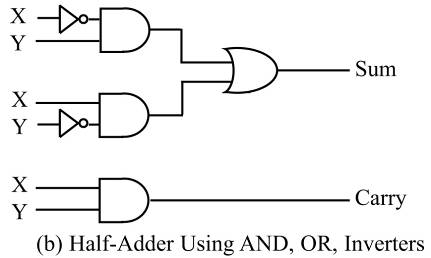 X
Y
Sum
X
Y
X
Y
Carry
(b) Half-Adder Using AND, OR, Inverters